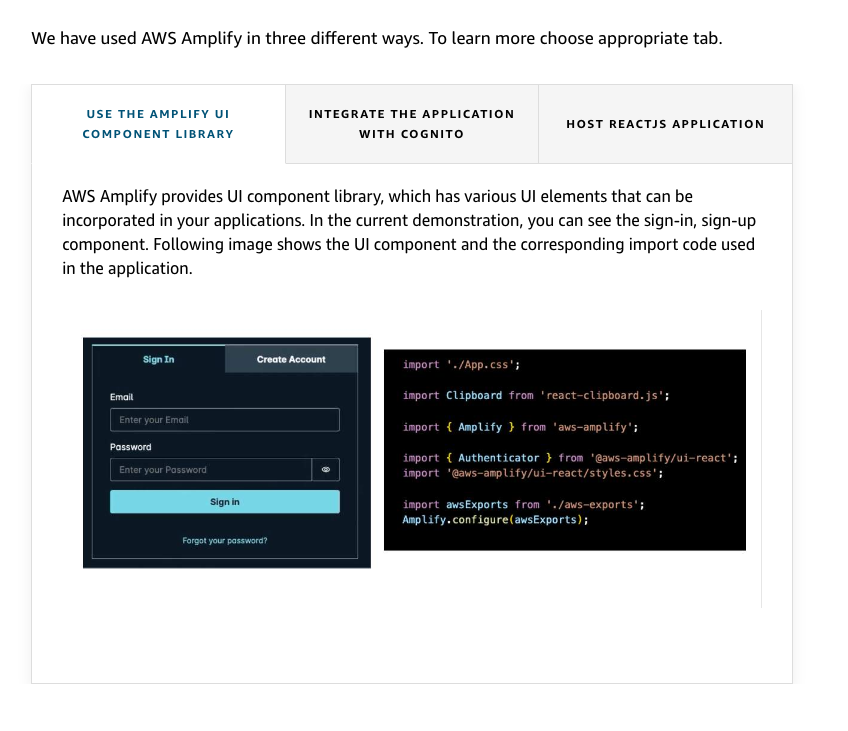 We have used AWS Amplify in three different ways. To learn more choose appropriate tab.
USE THE AMPLIFY UI
COMPONENT LIBRARY
INTEGRATE THE APPLICATION
WITH COGNITO
HOST REACTJS APPLICATION
AWS Amplify provides UI component library, which has various UI elements that can be
incorporated in your applications. In the current demonstration, you can see the sign-in, sign-up
component. Following image shows the UI component and the corresponding import code used
in the application.
Sign In
Create Account
Email
Enter your Email
Password
Enter your Password
Sign in
Forgot your password?
import './App.css';
import Clipboard from 'react-clipboard.js';
import { Amplify } from 'aws-amplify';
import { Authenticator } from '@aws-amplify/ui-react';
import '@aws-amplify/ui-react/styles.css';
import awsExports from './aws-exports';
Amplify.configure(awsExports);